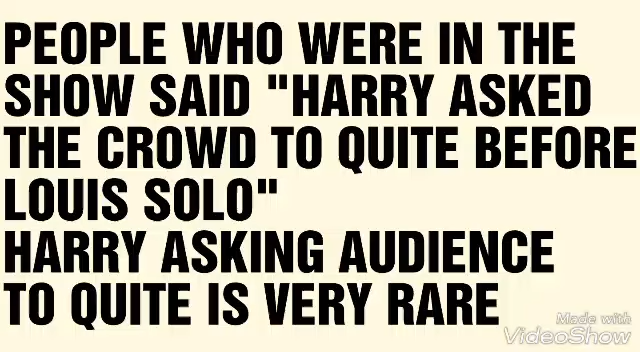 PEOPLE WHO WERE IN THE
SHOW SAID "HARRY ASKED
THE CROWD TO QUITE BEFORE
LOUIS SOLO"
HARRY ASKING AUDIENCE
TO QUITE IS VERY RARE
Made with
VideoShow